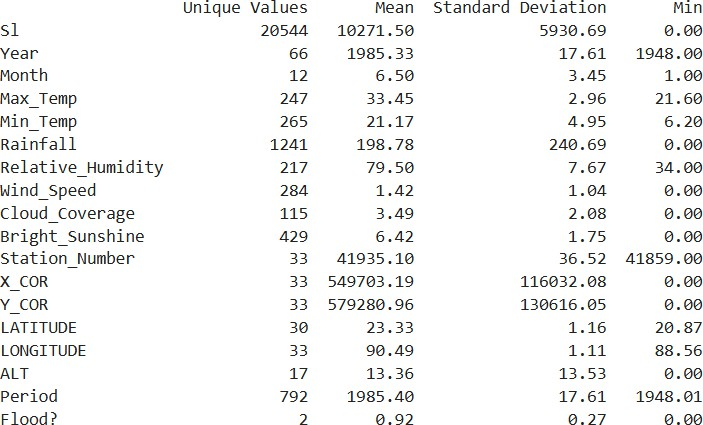 Unique Values Mean Standard Deviation Min
Sl 20544 10271.50 5930.69 0.00
Year 66 1985.33 17.61 1948.00
Month 12 6.50 3.45 1.00
Max_Temp 247 33.45 2.96 21.60
Min_Temp 265 21.17 4.95 6.20
Rainfall 1241 198.78 240.69 0.00
Relative_Humidity 217 79.50 7.67 34.00
Wind_Speed 284 1.42 1.04 0.00
Cloud_Coverage 115 3.49 2.08 0.00
Bright_Sunshine 429 6.42 1.75 0.00
Station_Number 33 41935.10 36.52 41859.00
X_COR 33 549703.19 116032.08 0.00
Y_COR 33 579280.96 130616.05 0.00
LATITUDE 30 23.33 1.16 20.87
LONGITUDE 33 90.49 1.11 88.56
ALT 17 13.36 13.53 0.00
Period 792 1985.40 17.61 1948.01
Flood? 2 0.92 0.27 0.00